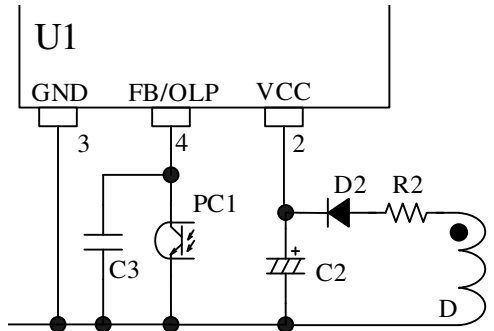 U1
GND FB/OLP VCC
3 4 2
D2 R2
PC1
+
C3 C2
D